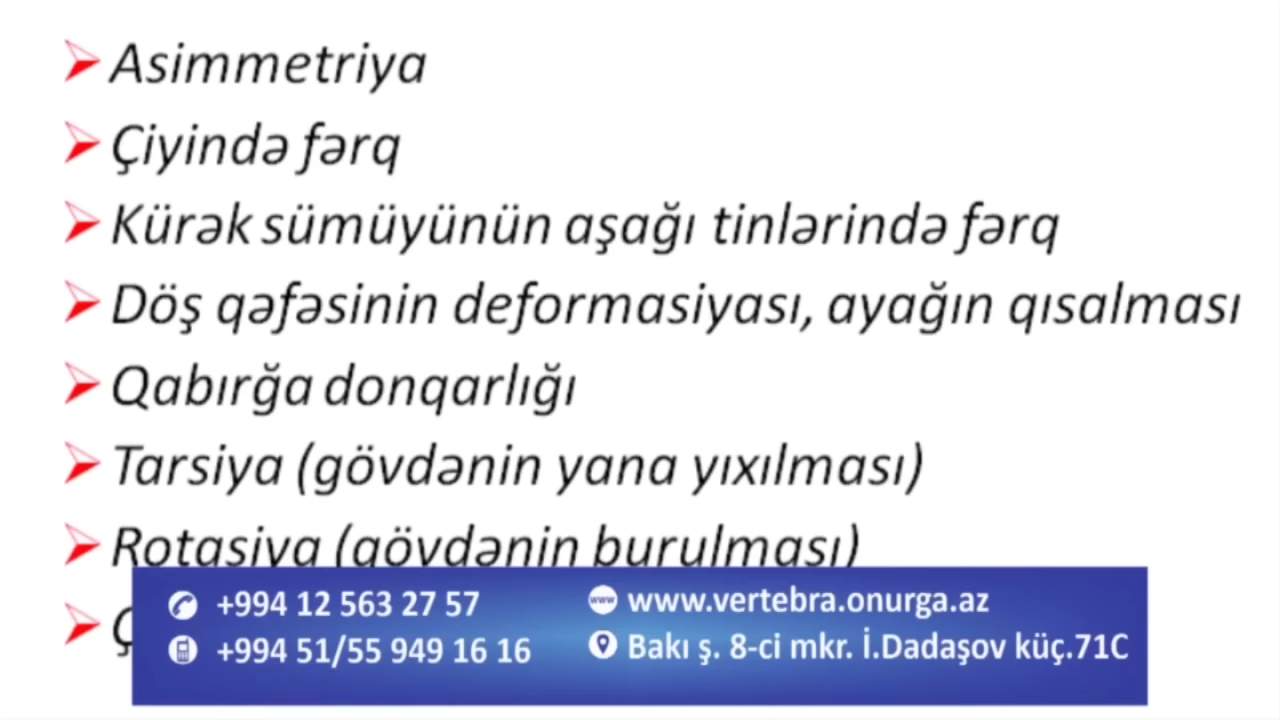 Asimmetriya
Çiyində fərq
Kürək sümüyünün aşağı tinlərində fərq
Döş qəfəsinin deformasiyası, ayağın qısalması
Qabırğa donqarlığı
Tarsiya (gövdənin yana yıxılması)
Rotasiya (gövdənin burulması)
+994 12 563 27 57
+994 51/55 949 16 16
www
www.vertebra.onurga.az
Bakı ş. 8-ci mkr. İ.Dadaşov küç.71C